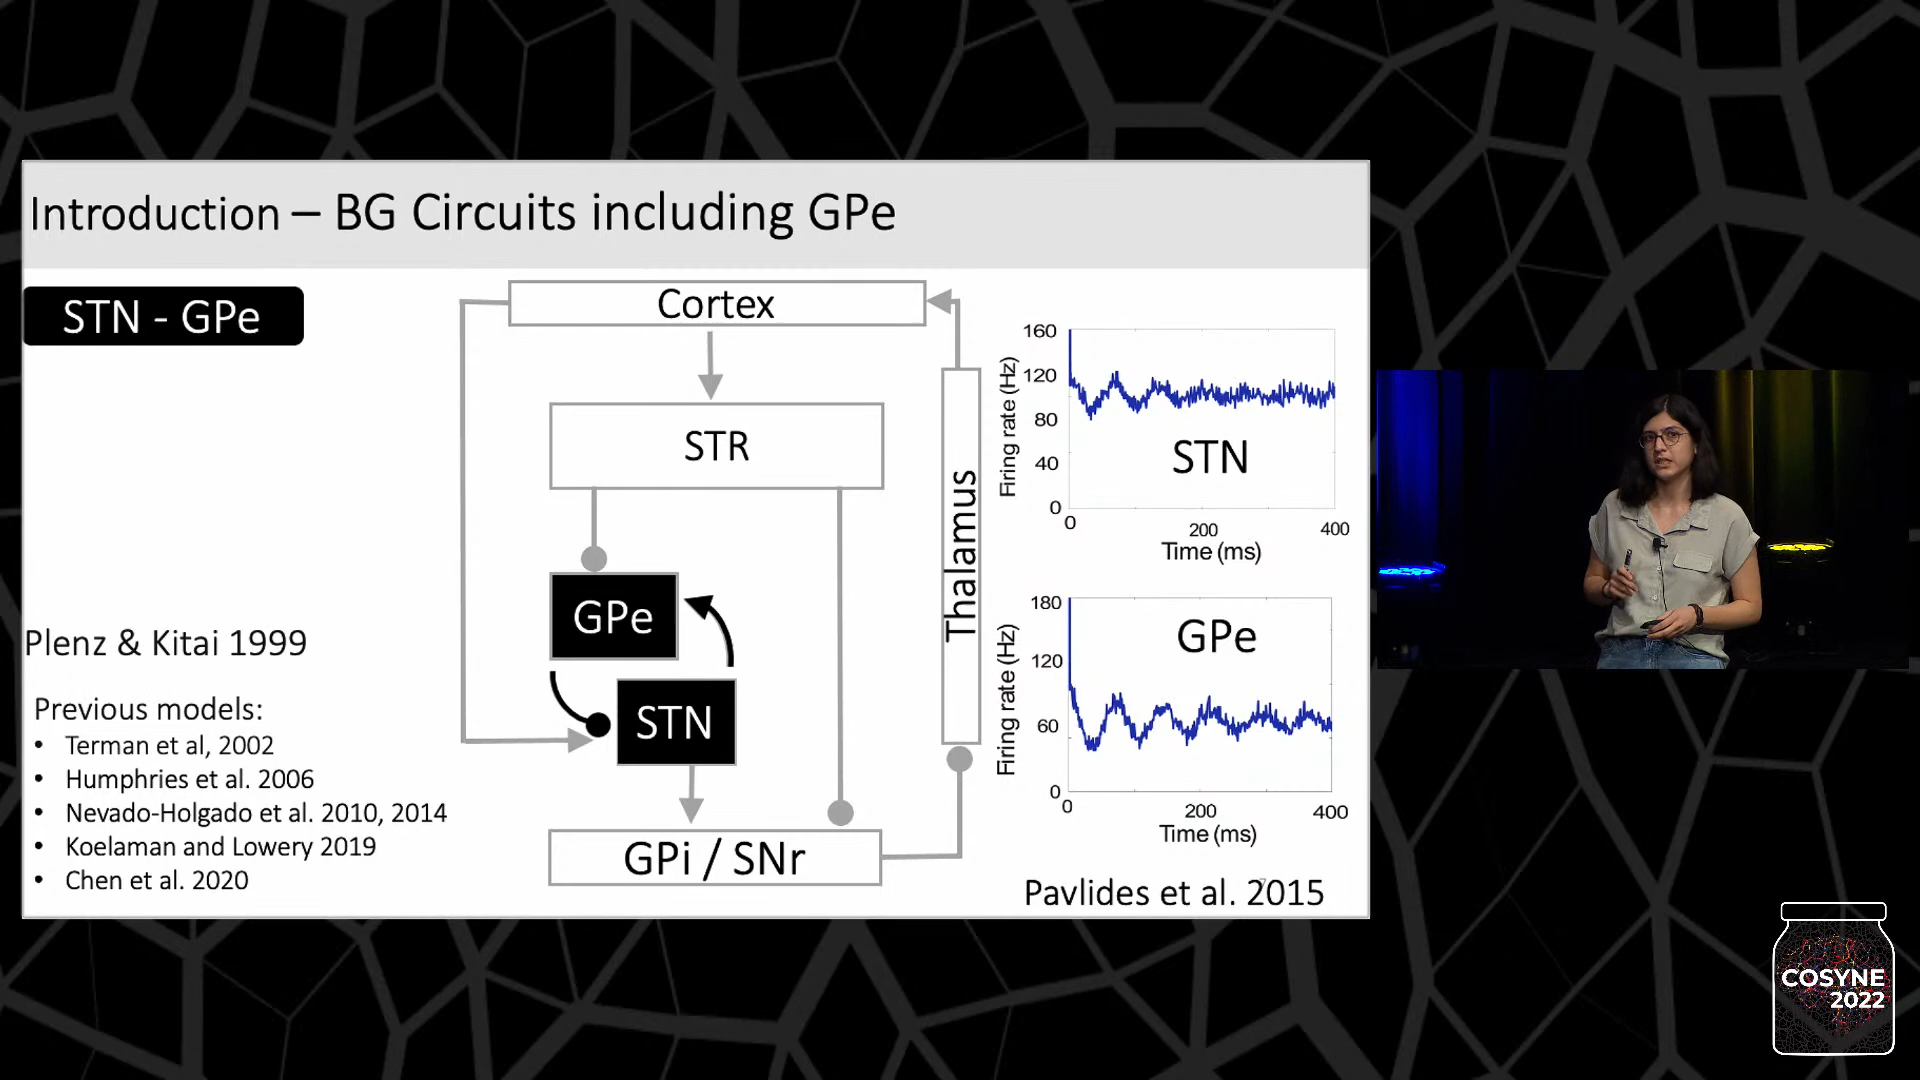 Introduction – BG Circuits including GPe
STN - GPe
Plenz & Kitai 1999
Previous models:
• Terman et al, 2002
• Humphries et al. 2006
• Nevado-Holgado et al. 2010, 2014
• Koelaman and Lowery 2019
• Chen et al. 2020
Cortex
STR
GPe
STN
GPi / SNr
Thalamus
Firing rate (Hz)
160
120
80
40
0
STN
0
200
400
Time (ms)
Firing rate (Hz)
180
120
60
0
GPe
0
200
400
Time (ms)
Pavlides et al. 2015
COSYNE
2022